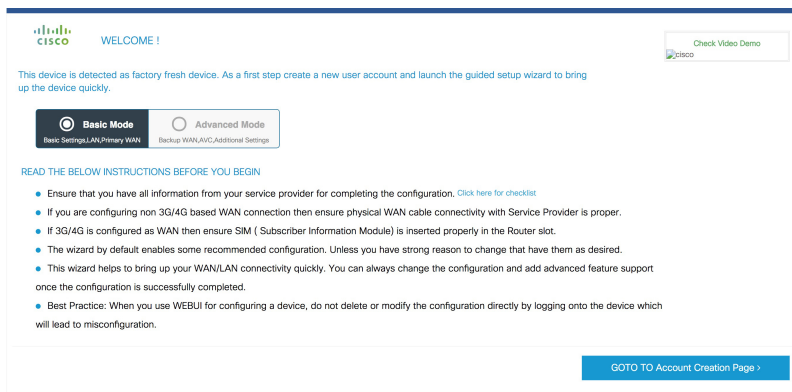 CISCO
WELCOME !
Check Video Demo
cisco
This device is detected as factory fresh device. As a first step create a new user account and launch the guided setup wizard to bring
up the device quickly.
Basic Mode
Basic Settings,LAN,Primary WAN
Advanced Mode
Backup WAN,AVC,Additional Settings
READ THE BELOW INSTRUCTIONS BEFORE YOU BEGIN
Ensure that you have all information from your service provider for completing the configuration. Click here for checklist
If you are configuring non 3G/4G based WAN connection then ensure physical WAN cable connectivity with Service Provider is proper.
If 3G/4G is configured as WAN then ensure SIM ( Subscriber Information Module) is inserted properly in the Router slot.
The wizard by default enables some recommended configuration. Unless you have strong reason to change that have them as desired.
This wizard helps to bring up your WAN/LAN connectivity quickly. You can always change the configuration and add advanced feature support
once the configuration is successfully completed.
Best Practice: When you use WEBUI for configuring a device, do not delete or modify the configuration directly by logging onto the device which
will lead to misconfiguration.
GOTO TO Account Creation Page >